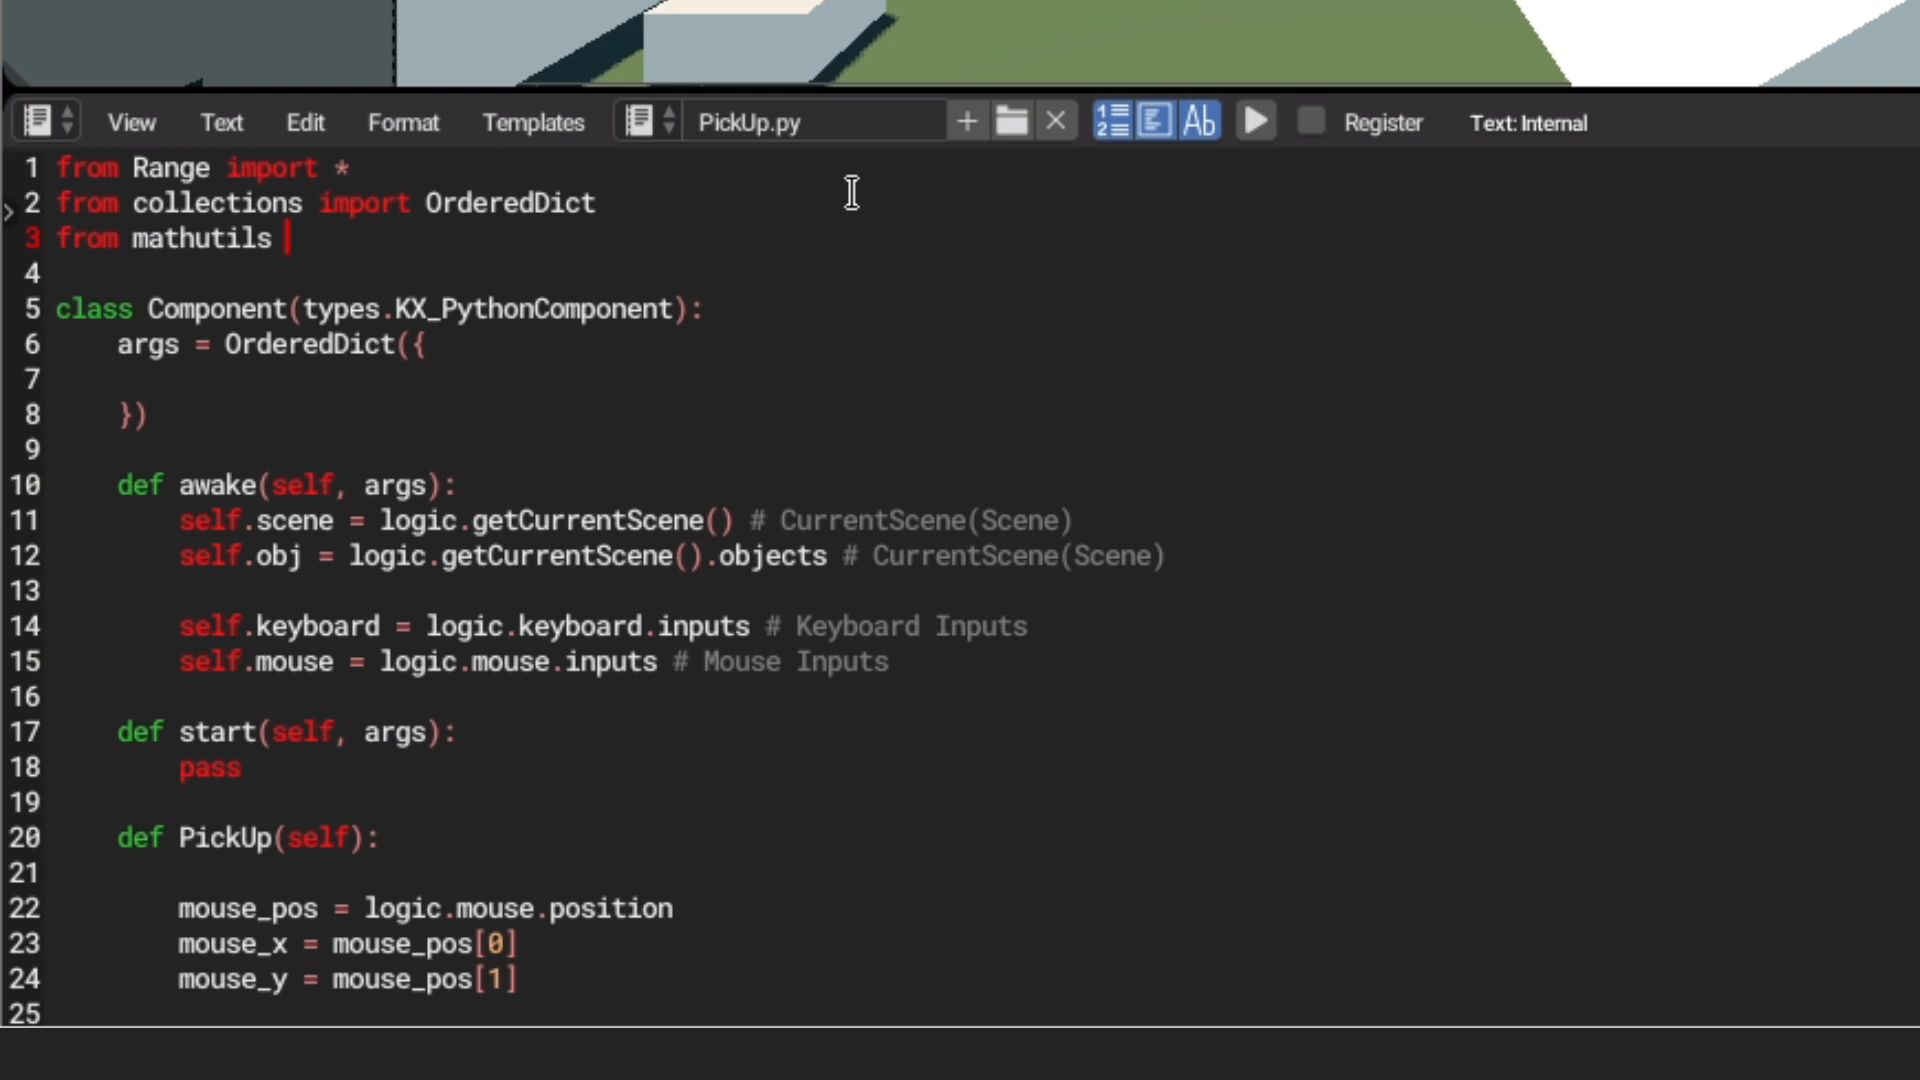 View Text Edit Format Templates PickUp.py Ab Register Text: Internal
1 from Range import *
2 from collections import OrderedDict
3 from mathutils
4
5 class Component(types.KX_PythonComponent):
6 args = OrderedDict({
7
8 })
9
10 def awake(self, args):
11 self.scene = logic.getCurrentScene() # CurrentScene(Scene)
12 self.obj = logic.getCurrentScene().objects # CurrentScene(Scene)
13
14 self.keyboard = logic.keyboard.inputs # Keyboard Inputs
15 self.mouse = logic.mouse.inputs # Mouse Inputs
16
17 def start(self, args):
18 pass
19
20 def PickUp(self):
21
22 mouse_pos = logic.mouse.position
23 mouse_x = mouse_pos[0]
24 mouse_y = mouse_pos[1]
25